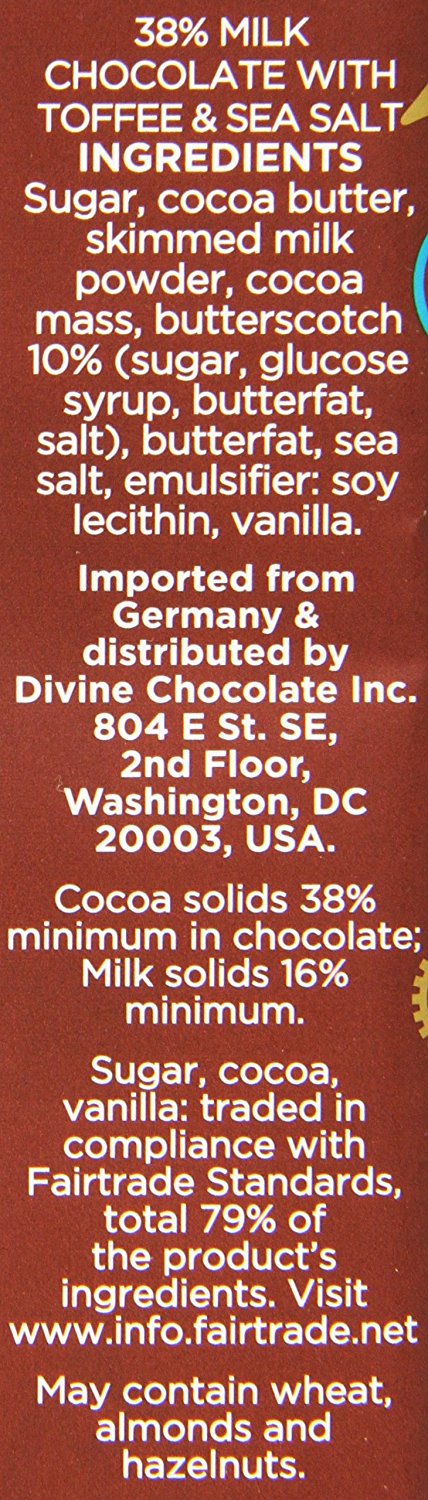 38% MILK
CHOCOLATE WITH
TOFFEE & SEA SALT
INGREDIENTS
Sugar, cocoa butter,
skimmed milk
powder, cocoa
mass, butterscotch
10% (sugar, glucose
syrup, butterfat,
salt), butterfat, sea
salt, emulsifier: soy
lecithin, vanilla.
Imported from
Germany &
distributed by
Divine Chocolate Inc.
804 E St. SE,
2nd Floor,
Washington, DC
20003, USA.
Cocoa solids 38%
minimum in chocolate;
Milk solids 16%
minimum.
Sugar, cocoa,
vanilla: traded in
compliance with
Fairtrade Standards,
total 79% of
the product's
ingredients. Visit
www.info.fairtrade.net
May contain wheat,
almonds and
hazelnuts.